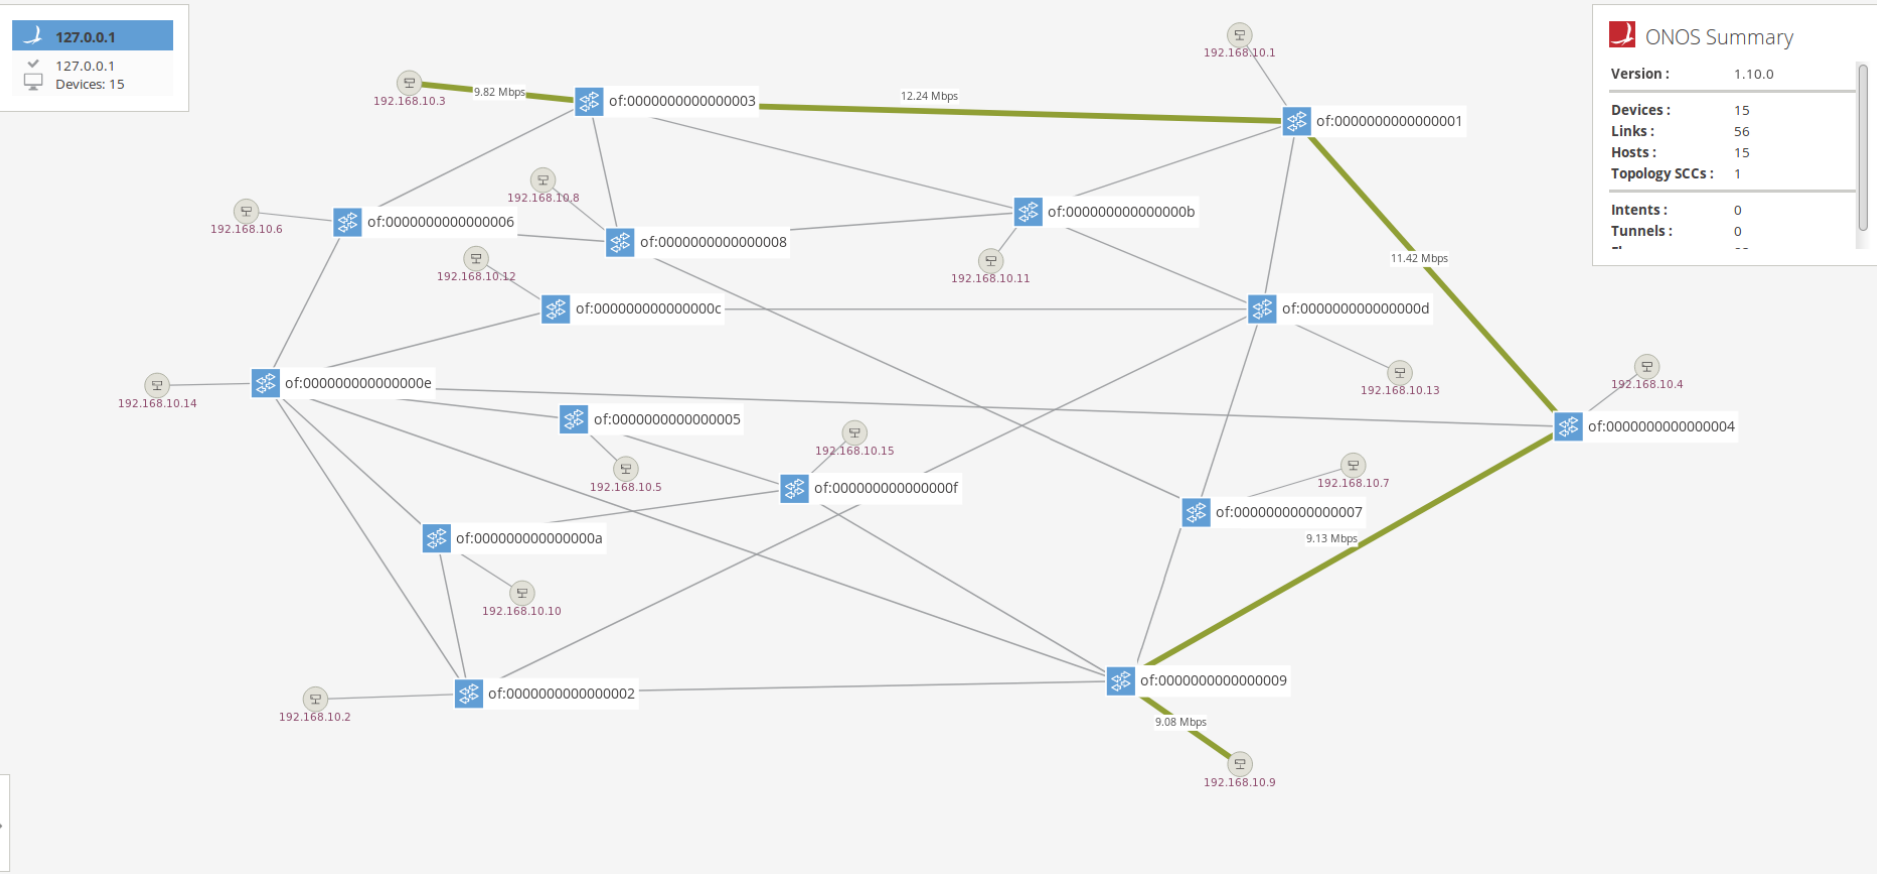 127.0.0.1
127.0.0.1
Devices: 15
ONOS Summary
Version : 1.10.0
Devices : 15
Links : 56
Hosts : 15
Topology SCCs : 1
Intents : 0
Tunnels : 0
192.168.10.1
192.168.10.3
9.82 Mbps
of:0000000000000003
12.24 Mbps
of:0000000000000001
192.168.10.8
192.168.10.6
of:0000000000000006
of:000000000000000b
of:0000000000000008
11.42 Mbps
192.168.10.12
192.168.10.11
of:000000000000000c
of:000000000000000d
of:000000000000000e
192.168.10.14
192.168.10.13
192.168.10.4
of:0000000000000005
of:0000000000000004
192.168.10.15
192.168.10.5
of:000000000000000f
192.168.10.7
of:0000000000000007
of:000000000000000a
9.13 Mbps
192.168.10.10
of:0000000000000009
of:0000000000000002
192.168.10.2
9.08 Mbps
192.168.10.9